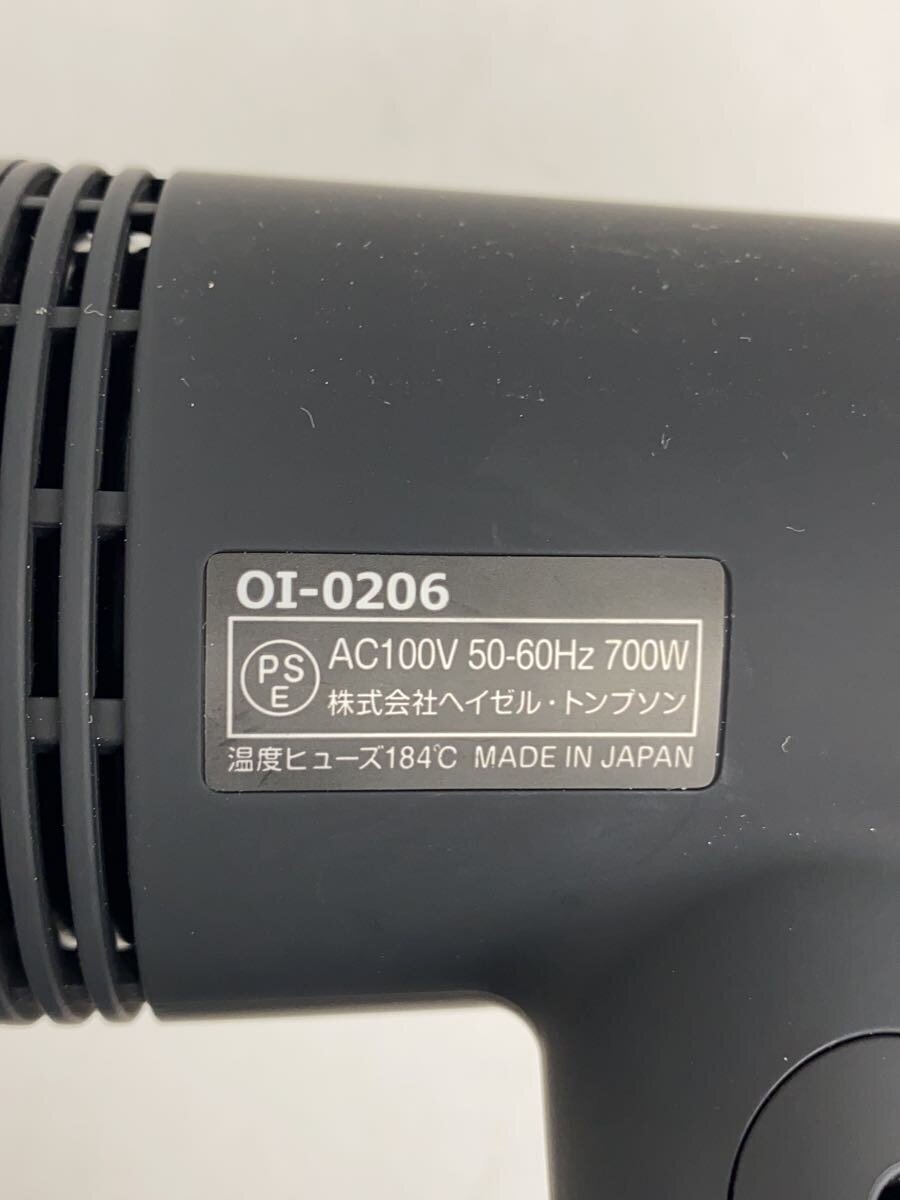 OI-0206
PS
E
AC100V 50-60Hz 700W
株式会社ヘイゼル・トンプソン
温度ヒューズ184℃ MADE IN JAPAN